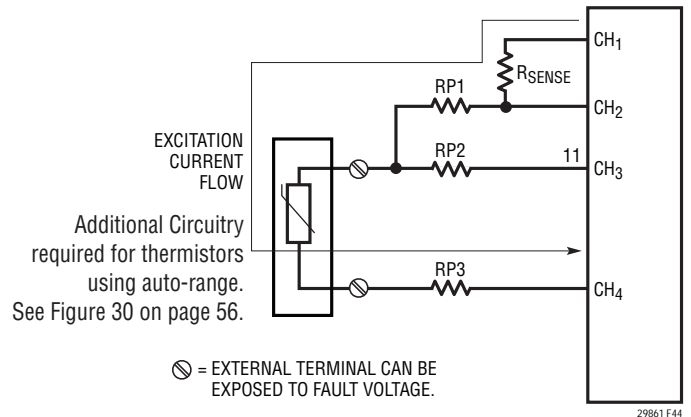 CH1
RSENSE
RP1
CH2
EXCITATION
CURRENT
FLOW
RP2
11
CH3
Additional Circuitry
required for thermistors
using auto-range.
See Figure 30 on page 56.
RP3
CH4
= EXTERNAL TERMINAL CAN BE
EXPOSED TO FAULT VOLTAGE.
29861 F44